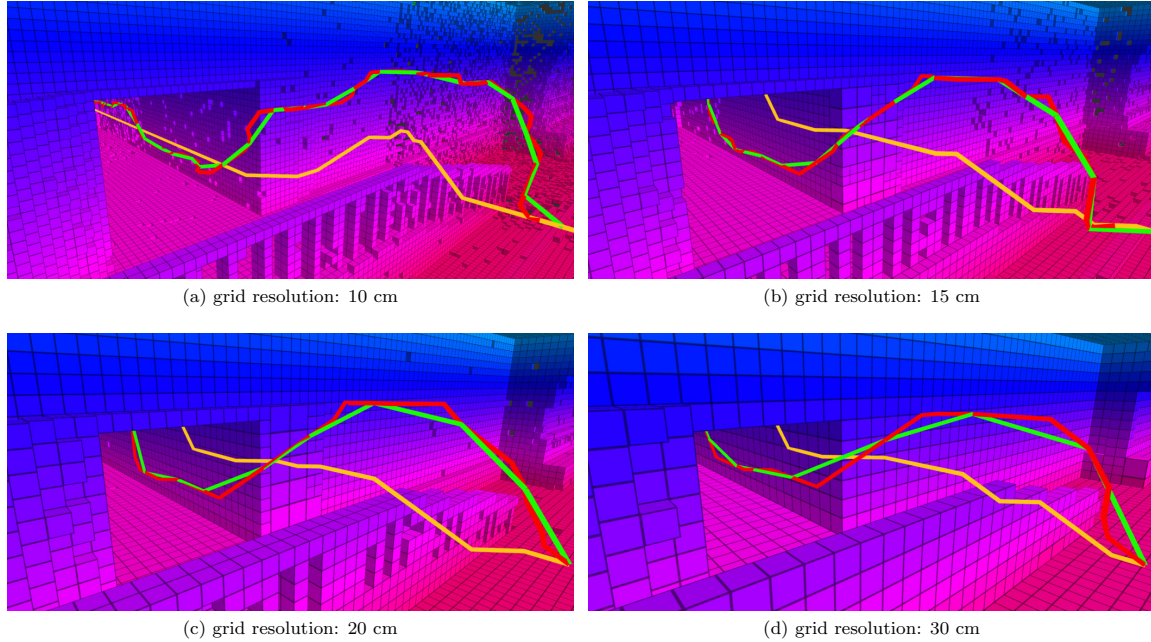 (a) grid resolution: 10 cm
(b) grid resolution: 15 cm
(c) grid resolution: 20 cm
(d) grid resolution: 30 cm